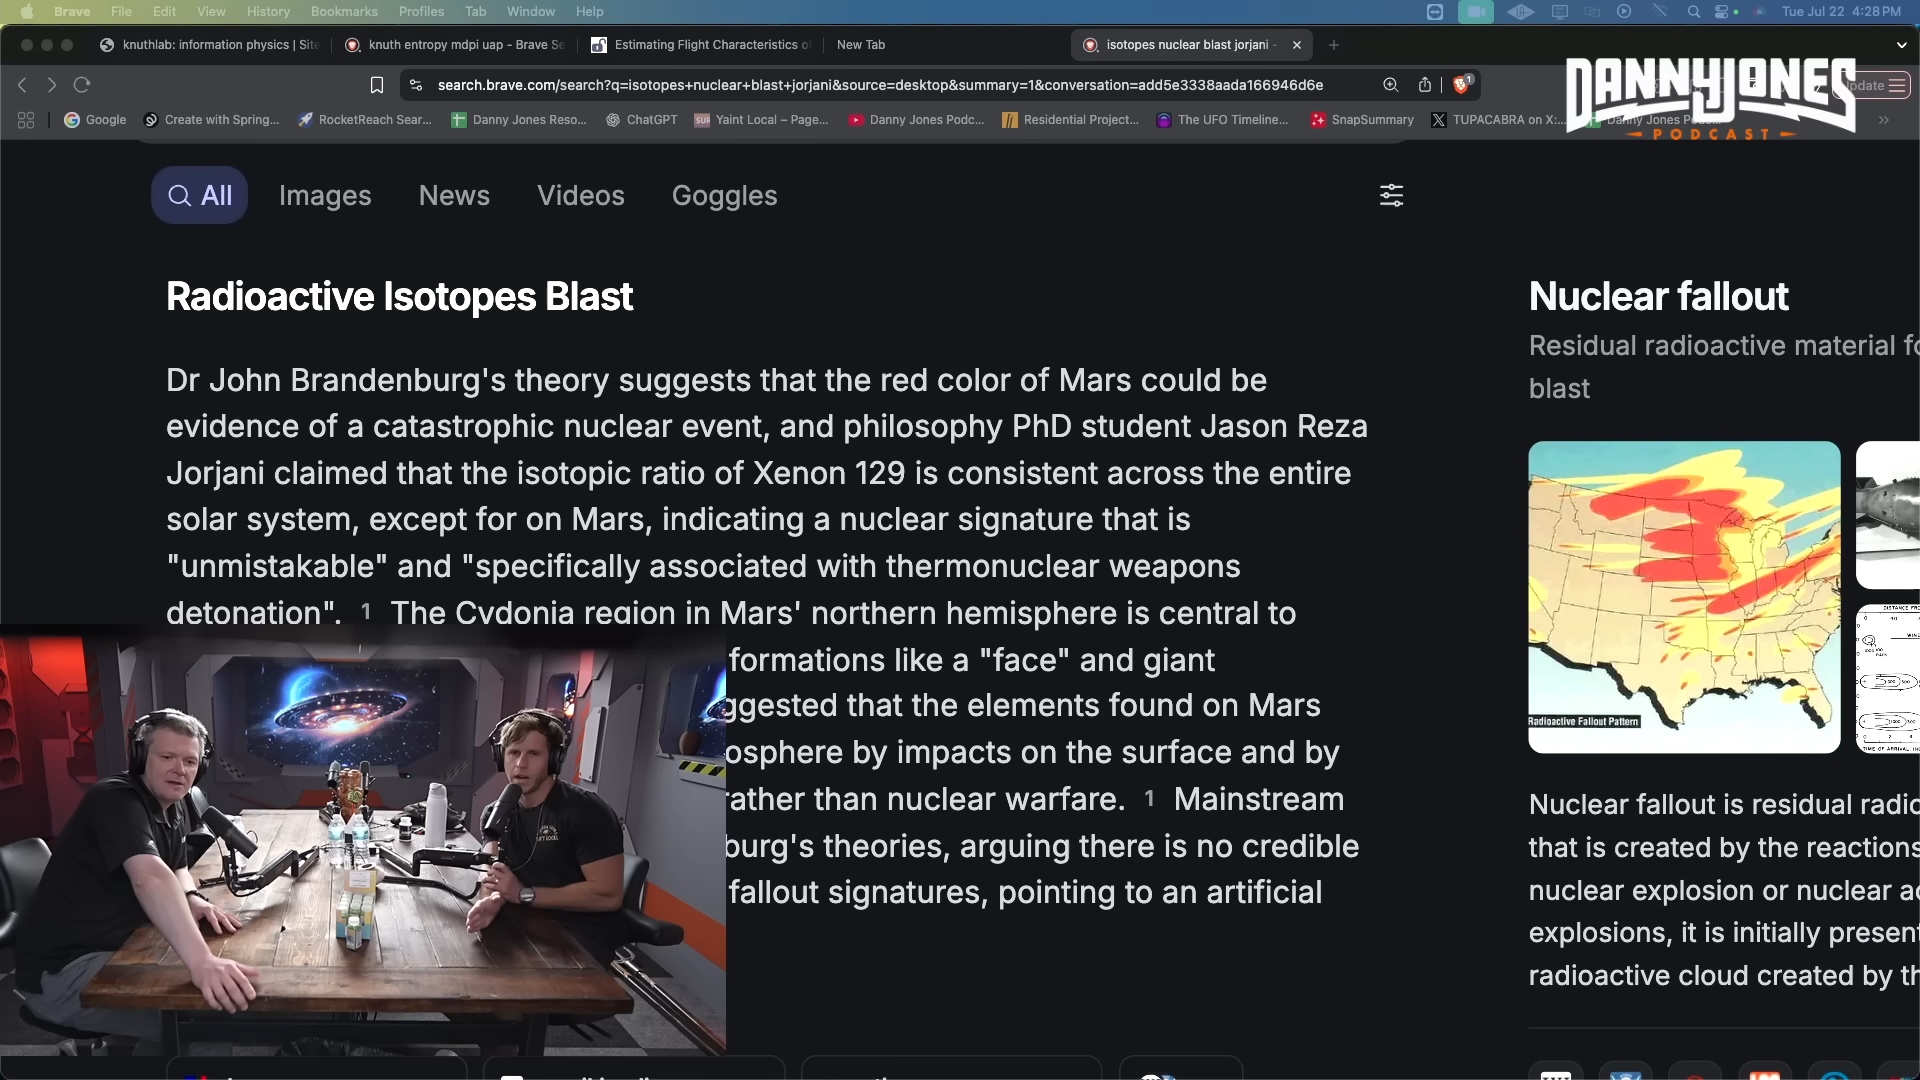 Brave File Edit View History Bookmarks Profiles Tab Window Help
Tue Jul 22 4:28 PM
knuthlab: information physics | Site
knuth entropy mdpi uap - Brave Se
Estimating Flight Characteristics o
New Tab
isotopes nuclear blast jorjani -
search.brave.com/search?q=isotopes+nuclear+blast+jorjani&source=desktop&summary=1&conversation=add5e3338aada166946d6e
1
DANNY JONES
PODCAST
Google
Create with Spring...
RocketReach Sear...
Danny Jones Reso...
ChatGPT
Yaint Local – Page...
Danny Jones Podc...
Residential Project...
The UFO Timeline...
SnapSummary
TUPACABRA on X:...
All Images News Videos Goggles
Radioactive Isotopes Blast
Dr John Brandenburg's theory suggests that the red color of Mars could be
evidence of a catastrophic nuclear event, and philosophy PhD student Jason Reza
Jorjani claimed that the isotopic ratio of Xenon 129 is consistent across the entire
solar system, except for on Mars, indicating a nuclear signature that is
"unmistakable" and "specifically associated with thermonuclear weapons
detonation". 1 The Cydonia region in Mars' northern hemisphere is central to
formations like a "face" and giant
ggested that the elements found on Mars
osphere by impacts on the surface and by
rather than nuclear warfare. 1 Mainstream
burg's theories, arguing there is no credible
fallout signatures, pointing to an artificial
Nuclear fallout
Residual radioactive material fo
blast
Radioactive Fallout Pattern
Nuclear fallout is residual radio
that is created by the reactions
nuclear explosion or nuclear ac
explosions, it is initially present
radioactive cloud created by th